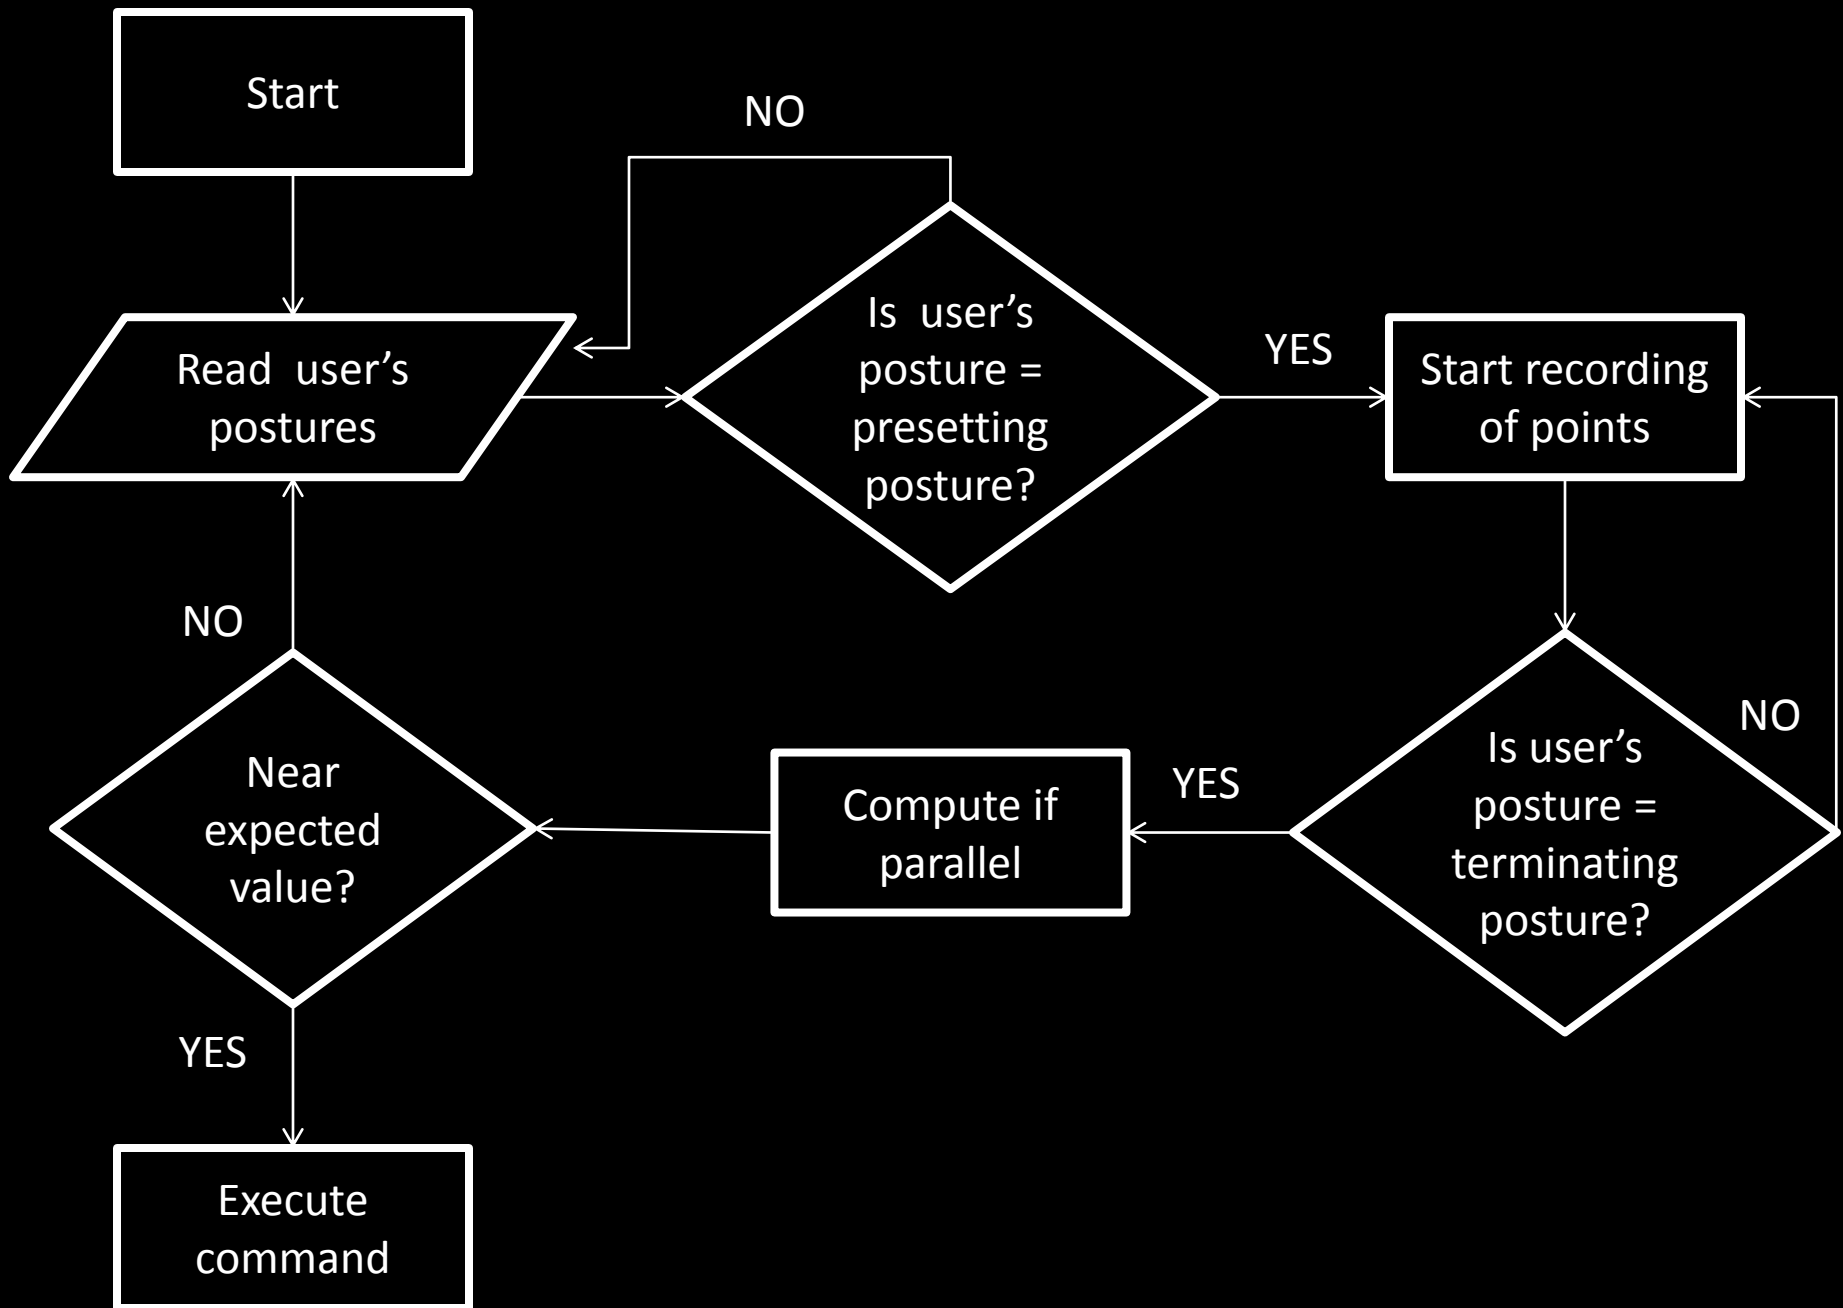 Start
NO
Read user's
postures
Is user's
posture =
presetting
posture?
YES
Start recording
of points
NO
Is user's
posture =
terminating
posture?
YES
Compute if
parallel
Near
expected
value?
NO
YES
Execute
command